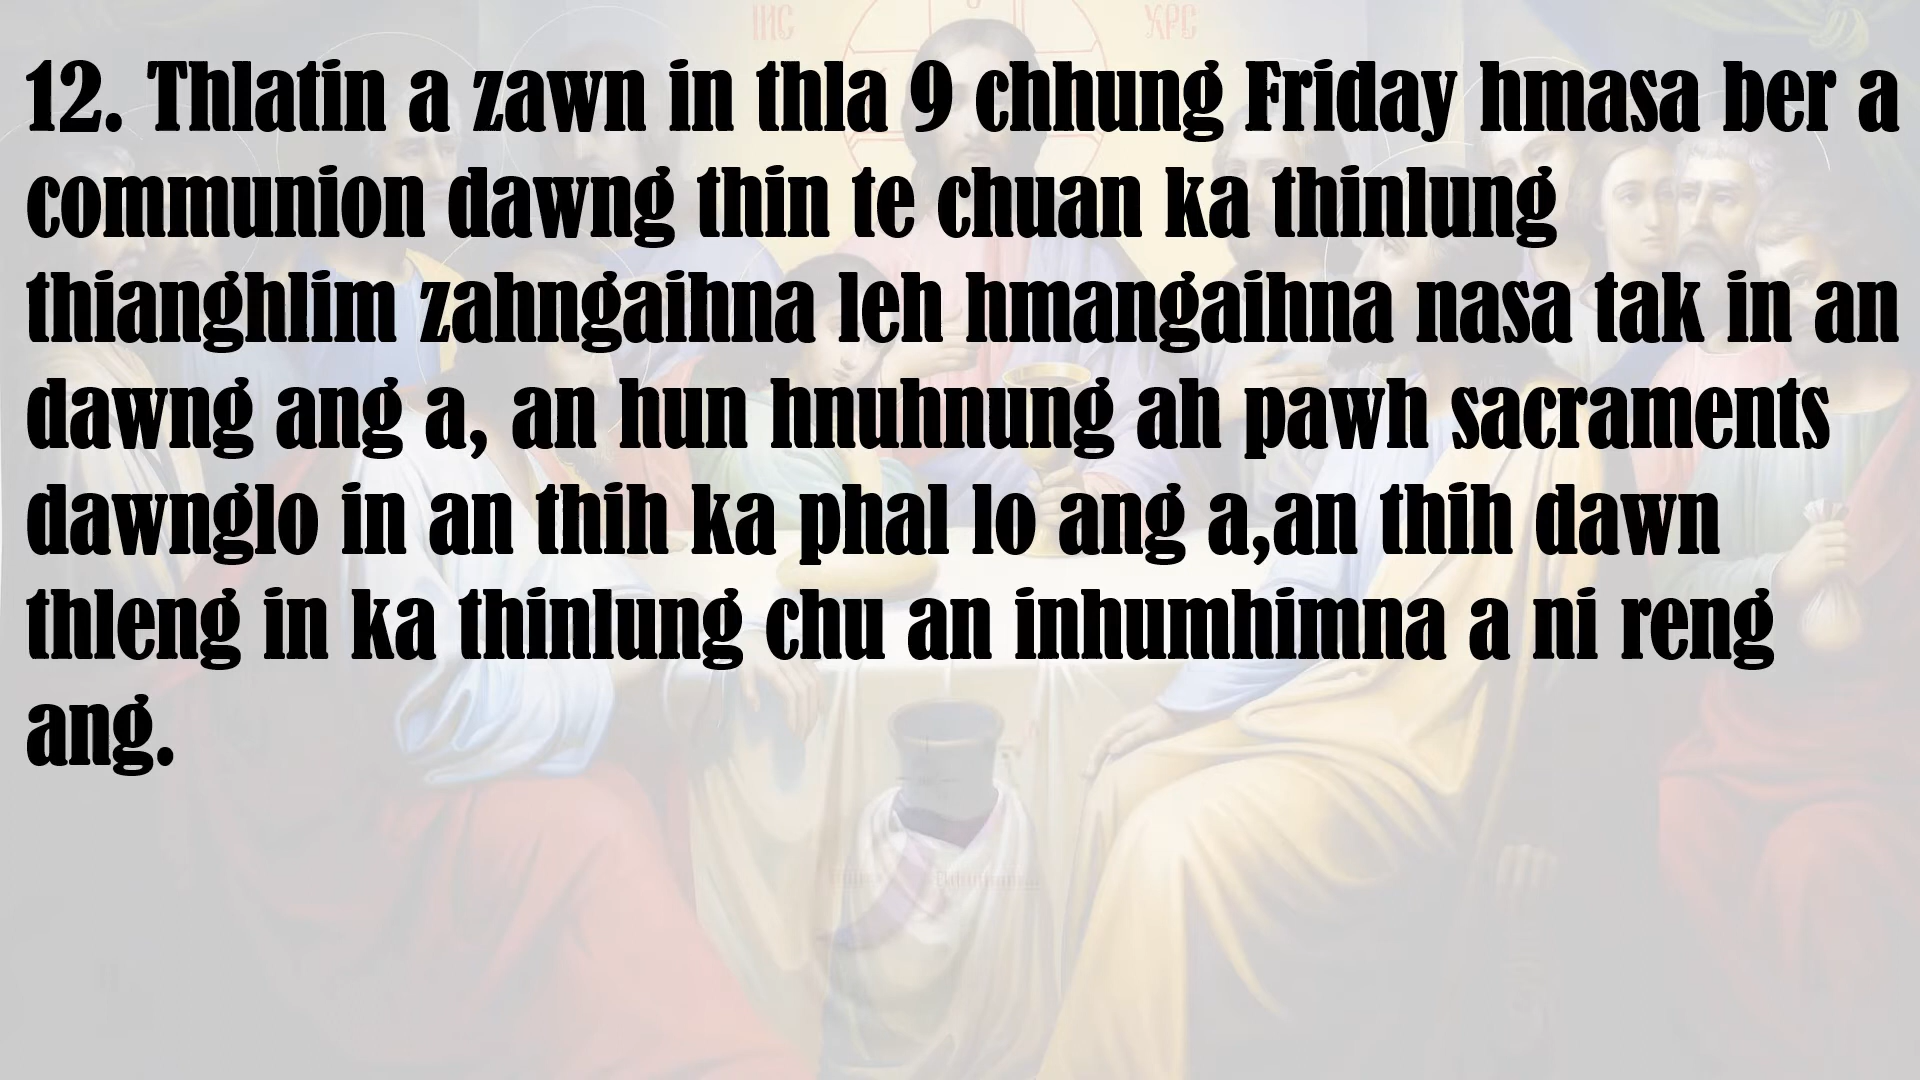 IHC ХРС
12. Thlatin a zawn in thla 9 chhung Friday hmasa ber a
communion dawng thin te chuan ka thinlung
thianghlim zahngaihna leh hmangaihna nasa tak in an
dawng ang a, an hun hnuhnung ah pawh sacraments
dawnglo in an thih ka phal lo ang a,an thih dawn
thleng in ka thinlung chu an inhumhimna a ni reng
ang.